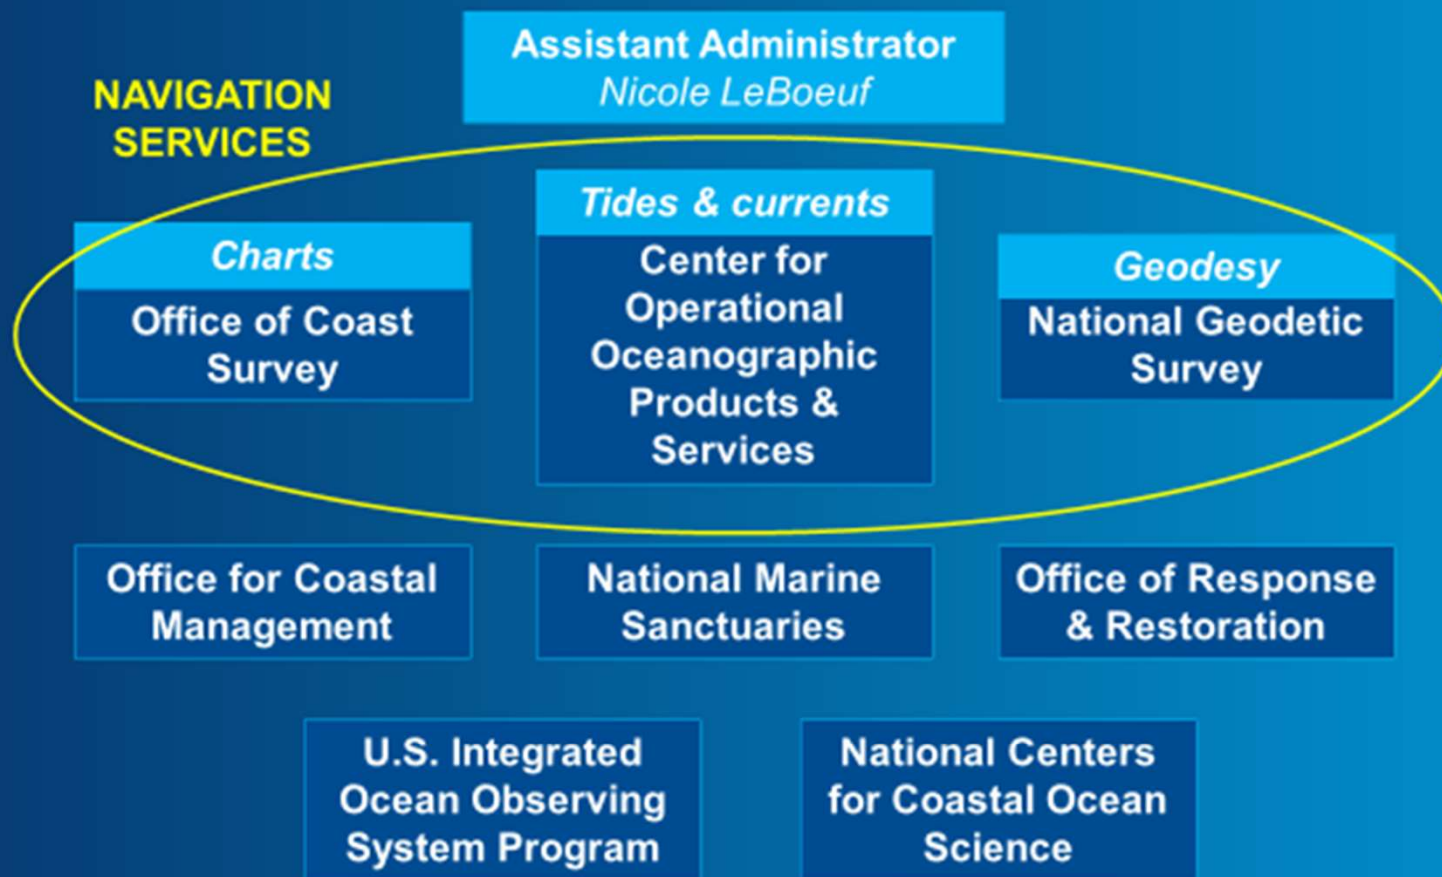 Assistant Administrator
Nicole LeBoeuf
NAVIGATION
SERVICES
Charts
Office of Coast
Survey
Tides & currents
Center for
Operational
Oceanographic
Products &
Services
Geodesy
National Geodetic
Survey
Office for Coastal
Management
National Marine
Sanctuaries
Office of Response
& Restoration
U.S. Integrated
Ocean Observing
System Program
National Centers
for Coastal Ocean
Science